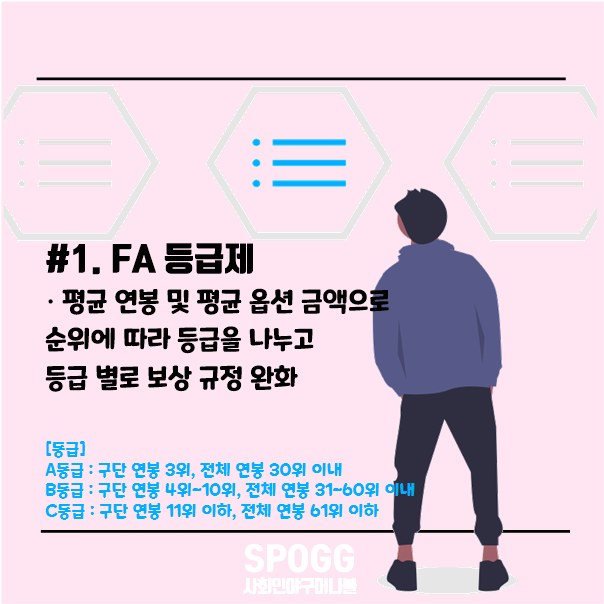 #1. FA 등급제
· 평균 연봉 및 평균 옵션 금액으로
순위에 따라 등급을 나누고
등급 별로 보상 규정 완화
[등급]
A등급 : 구단 연봉 3위, 전체 연봉 30위 이내
B등급 : 구단 연봉 4위~10위, 전체 연봉 31~60위 이내
C등급 : 구단 연봉 11위 이하, 전체 연봉 61위 이하
SPOGG
사회인야구머니볼